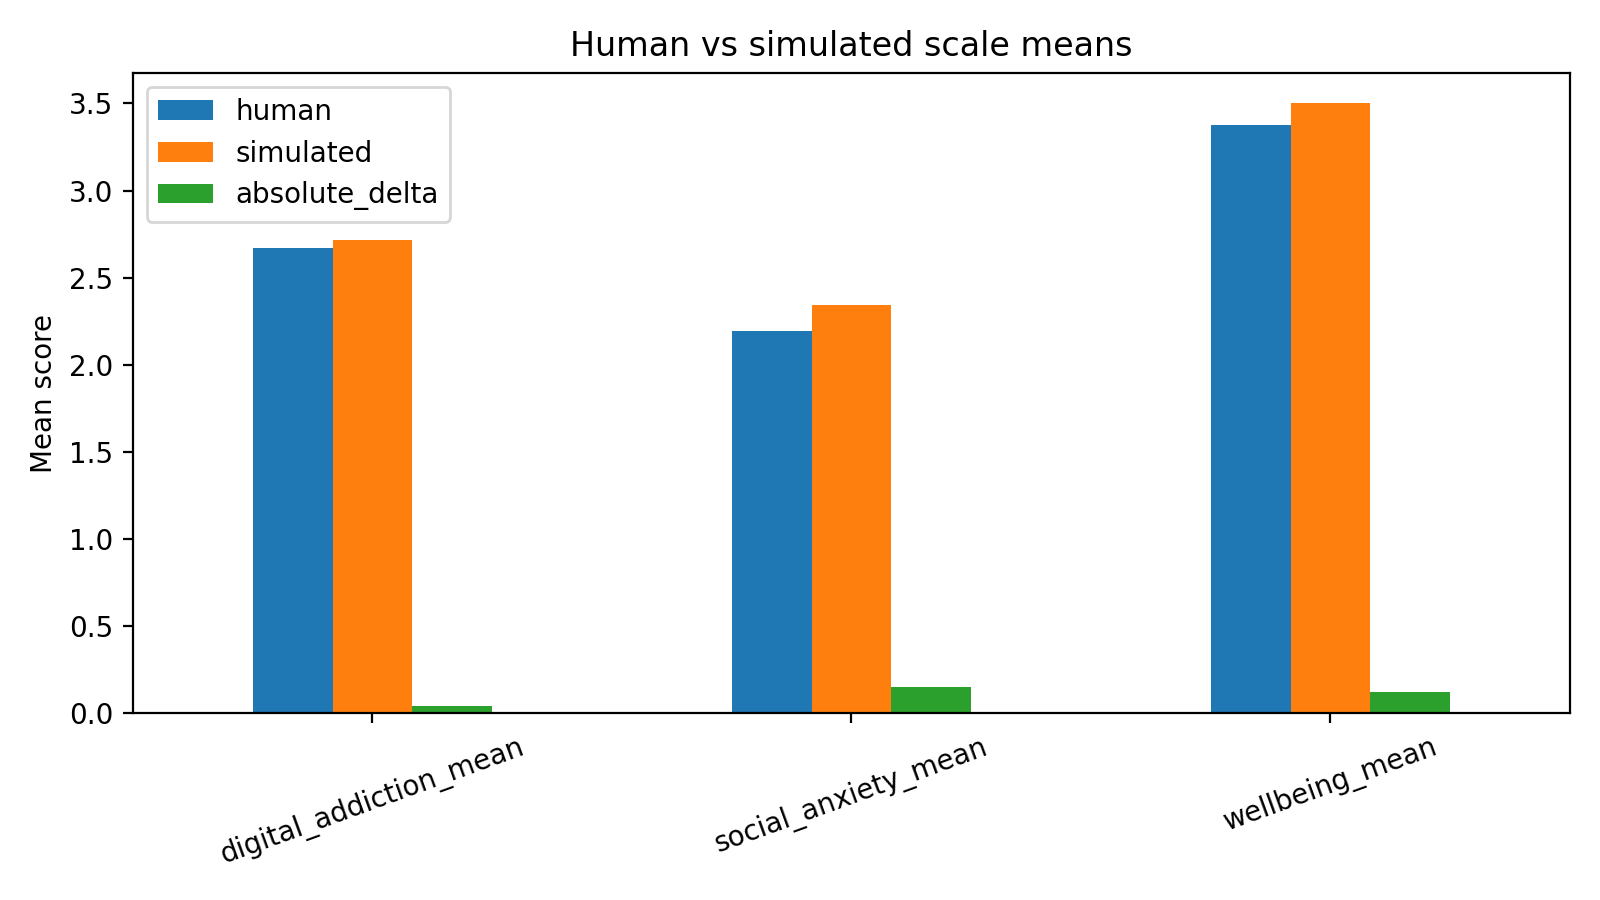 Human vs simulated scale means
human
simulated
absolute_delta
Mean score
3.5
3.0
2.5
2.0
1.5
1.0
0.5
0.0
digital_addiction_mean
social_anxiety_mean
wellbeing_mean